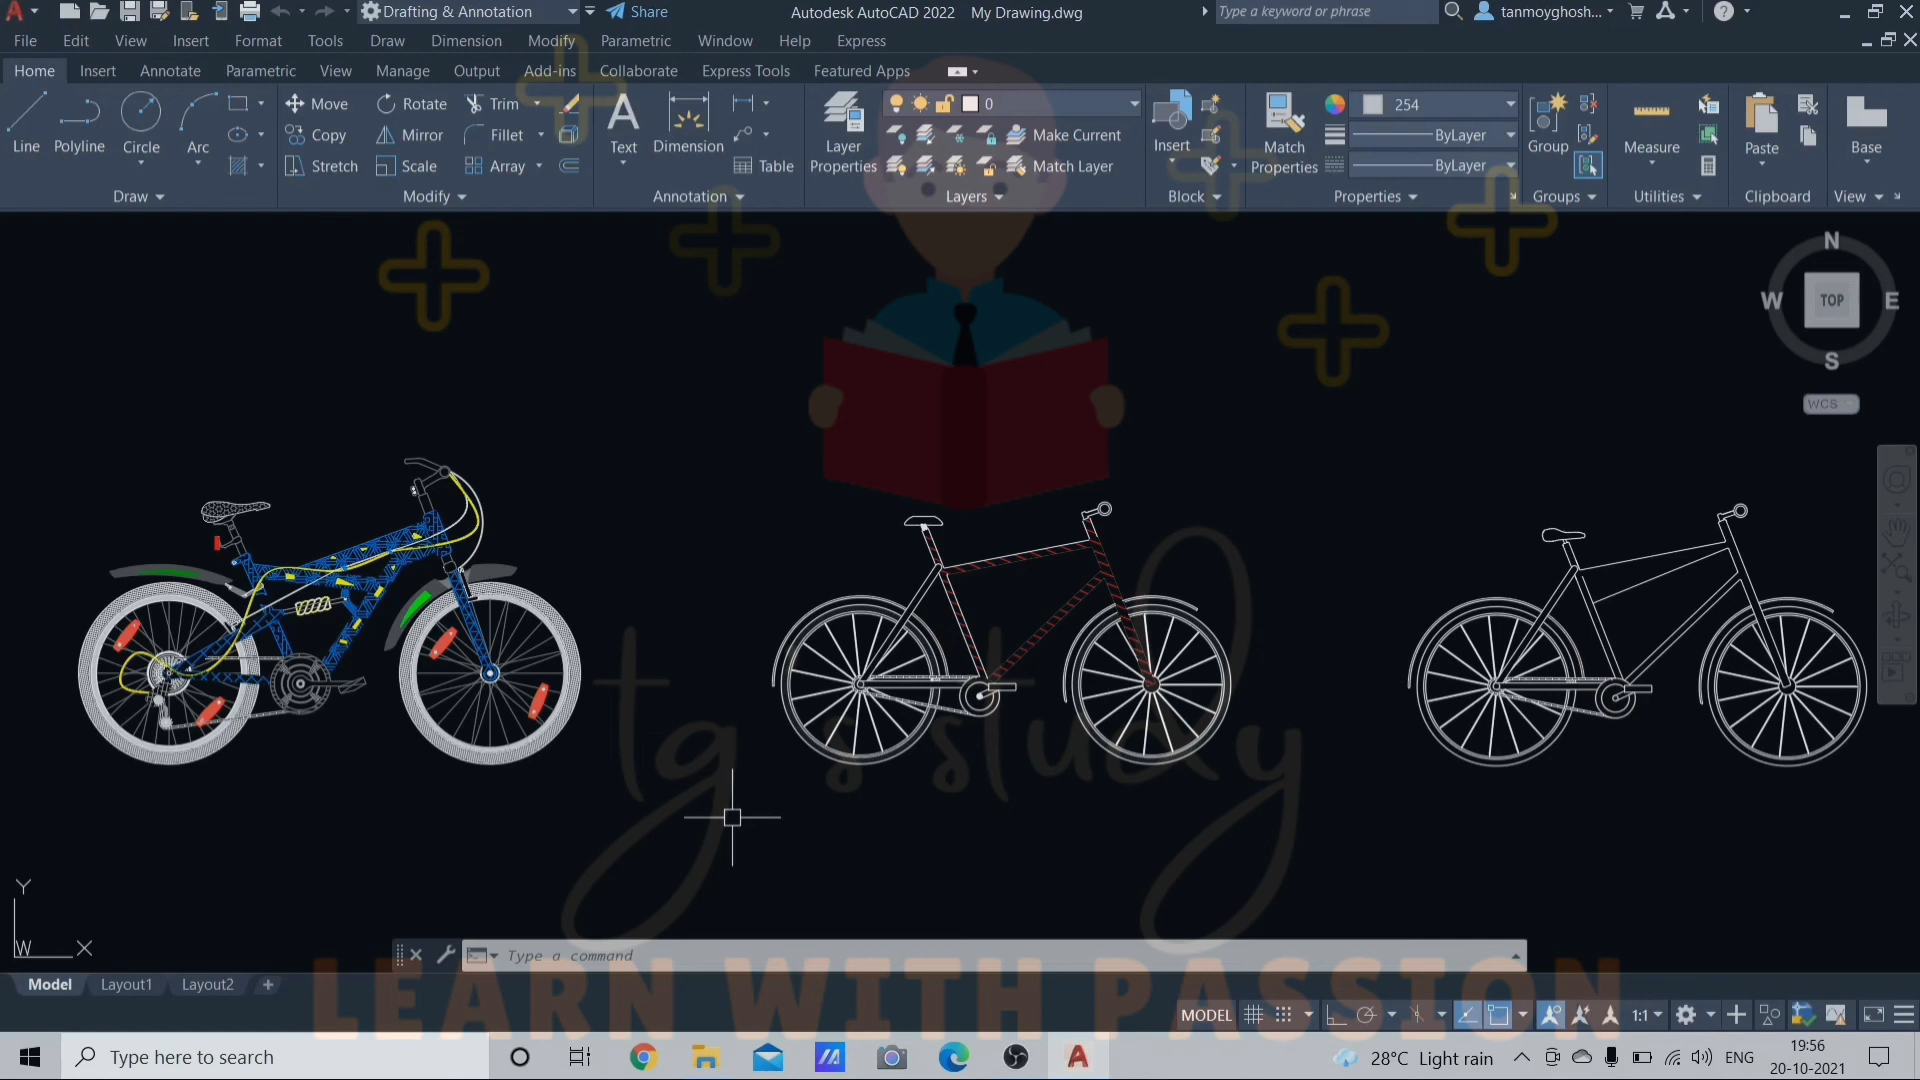 Drafting & Annotation
Share
Autodesk AutoCAD 2022 My Drawing.dwg
Type a keyword or phrase
tanmoyghosh...
File Edit View Insert Format Tools Draw Dimension Modify Parametric Window Help Express
Home Insert Annotate Parametric View Manage Output Add-ins Collaborate Express Tools Featured Apps
Line
Polyline
Circle
Arc
Draw
Move
Rotate
Trim
Copy
Mirror
Fillet
Stretch
Scale
Array
Modify
Text
Dimension
Table
Annotation
Layer
Properties
0
Make Current
Match Layer
Layers
Insert
Block
Match
Properties
254
ByLayer
ByLayer
Properties
Group
Groups
Measure
Utilities
Paste
Clipboard
Base
View
N
W
TOP
E
S
WCS
tg's study
Y
W
X
Type a command
LEARN WITH PASSION
Model Layout1 Layout2 +
MODEL
1:1
Type here to search
28°C Light rain
ENG
19:56
20-10-2021